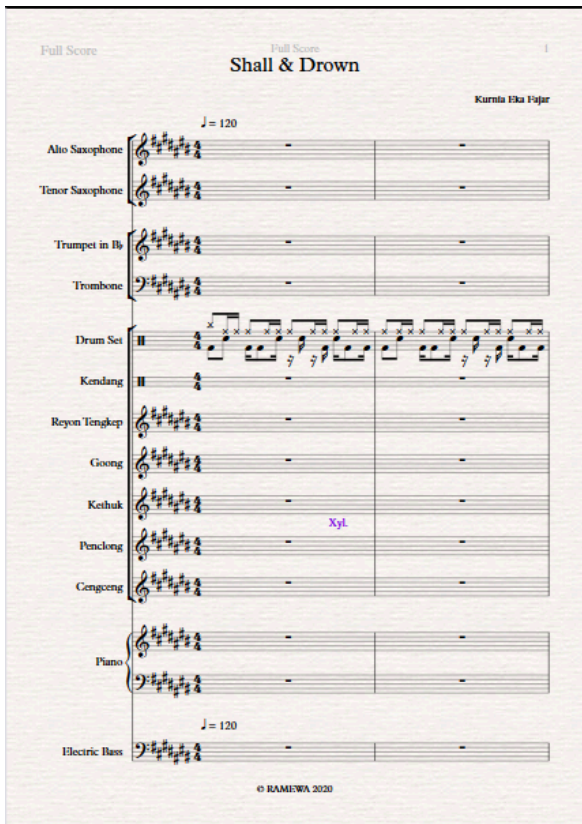 Full Score
Full Score
1
Shall & Drown
Kurnia Eka Fajar
♩ = 120
Alto Saxophone
Tenor Saxophone
Trumpet in B♭
Trombone
Drum Set
Kendang
Reyon Tengkep
Goong
Kethuk
Xyl.
Penclong
Cengceng
Piano
♩ = 120
Electric Bass
© RAMEWA 2020